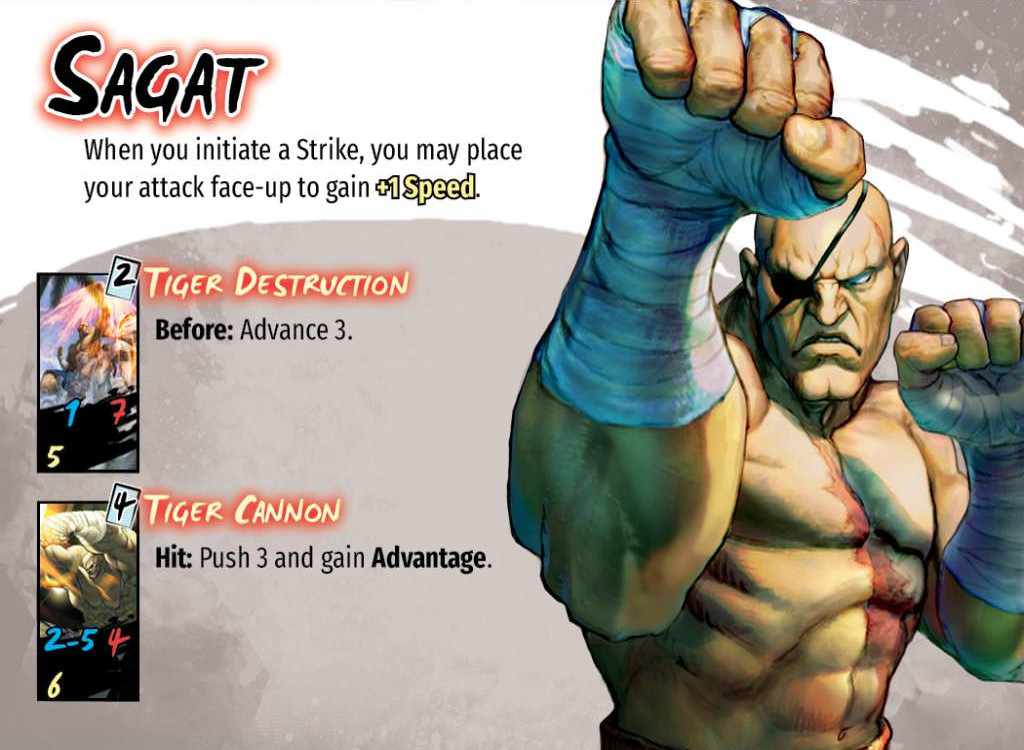 SAGAT
When you initiate a Strike, you may place
your attack face-up to gain +1 Speed.
2
TIGER DESTRUCTION
Before: Advance 3.
1 7
5
4
TIGER CANNON
Hit: Push 3 and gain Advantage.
2-5 4
6